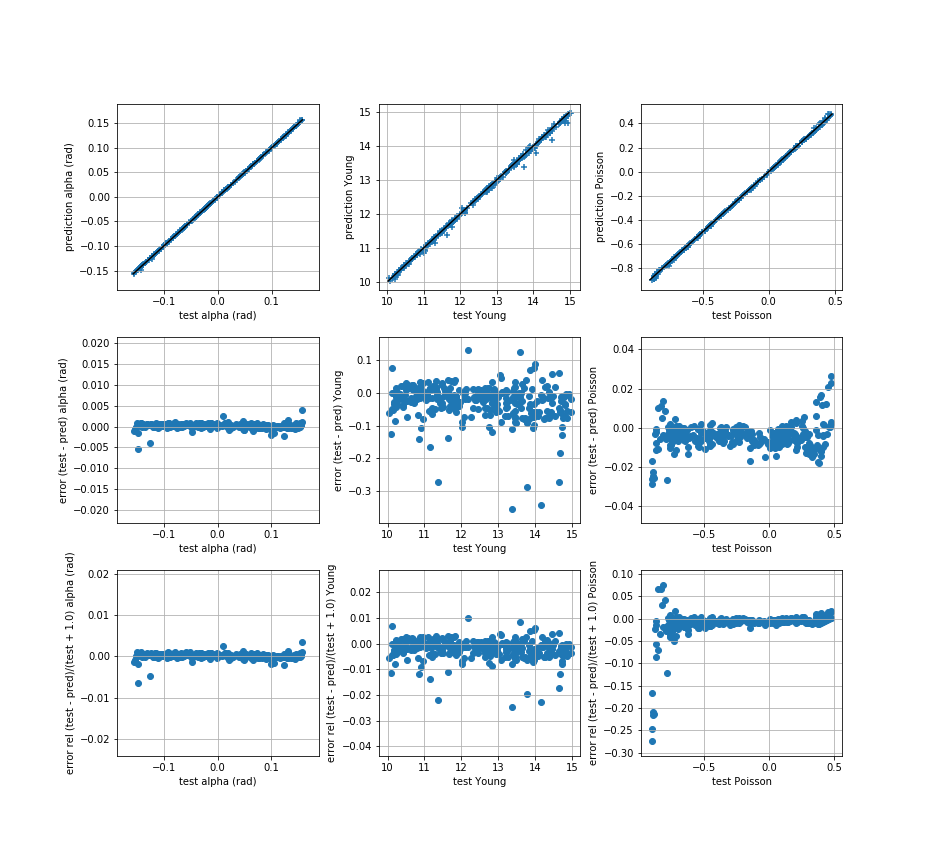 prediction alpha (rad)
0.15
0.10
0.05
0.00
−0.05
−0.10
−0.15
−0.1 0.0 0.1
test alpha (rad)
prediction Young
15
14
13
12
11
10
10 11 12 13 14 15
test Young
prediction Poisson
0.4
0.2
0.0
−0.2
−0.4
−0.6
−0.8
−0.5 0.0 0.5
test Poisson
error (test - pred) alpha (rad)
0.020
0.015
0.010
0.005
0.000
−0.005
−0.010
−0.015
−0.020
−0.1 0.0 0.1
test alpha (rad)
error (test - pred) Young
0.1
0.0
−0.1
−0.2
−0.3
10 11 12 13 14 15
test Young
error (test - pred) Poisson
0.04
0.02
0.00
−0.02
−0.04
−0.5 0.0 0.5
test Poisson
error rel (test - pred)/(test + 1.0) alpha (rad)
0.02
0.01
0.00
−0.01
−0.02
−0.1 0.0 0.1
test alpha (rad)
error rel (test - pred)/(test + 1.0) Young
0.02
0.01
0.00
−0.01
−0.02
−0.03
−0.04
10 11 12 13 14 15
test Young
error rel (test - pred)/(test + 1.0) Poisson
0.10
0.05
0.00
−0.05
−0.10
−0.15
−0.20
−0.25
−0.30
−0.5 0.0 0.5
test Poisson